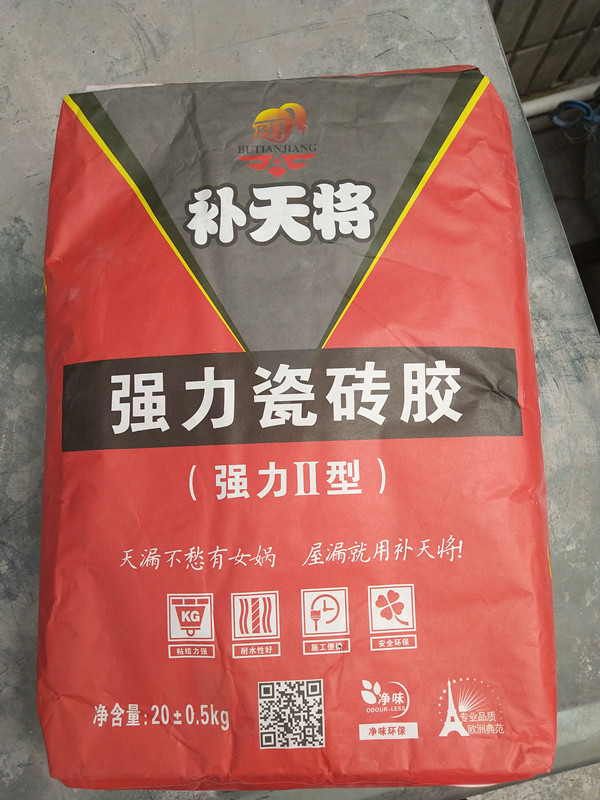 BUTIANJIANG
补天将
强力瓷砖胶
（强力II型）
天漏不愁有女娲 屋漏就用补天将!
KG
粘结力强
耐水性好
施工便捷
安全环保
净含量:20±0.5kg
净味
ODOUR-LESS
净味环保
专业品质
欧洲典范